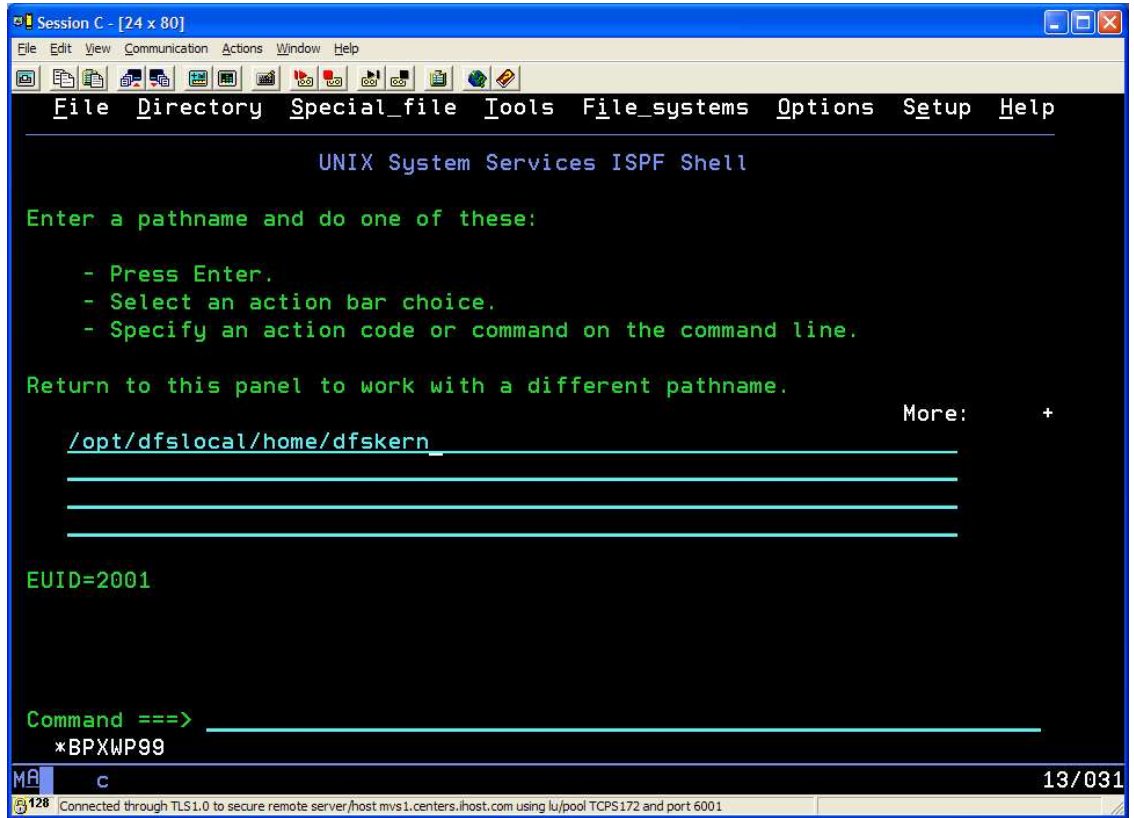 Session C - [24 x 80]
File Edit View Communication Actions Window Help
File Directory Special_file Tools File_systems Options Setup Help
UNIX System Services ISPF Shell
Enter a pathname and do one of these:
- Press Enter.
- Select an action bar choice.
- Specify an action code or command on the command line.
Return to this panel to work with a different pathname.
More: +
/opt/dfslocal/home/dfskern_
EUID=2001
Command ===>
*BPXWP99
MA c 13/031
128 Connected through TLS1.0 to secure remote server/host mvs1.centers.ihost.com using lu/pool TCPS172 and port 6001